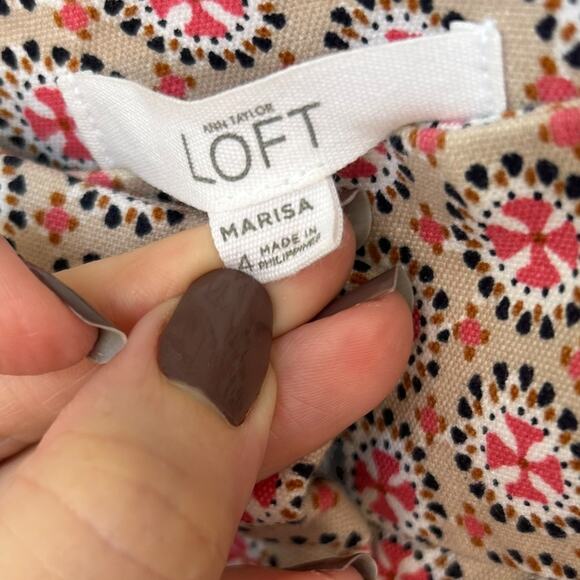 ANN TAYLOR
LOFT
MARISA
4 MADE IN
PHILIPPINES